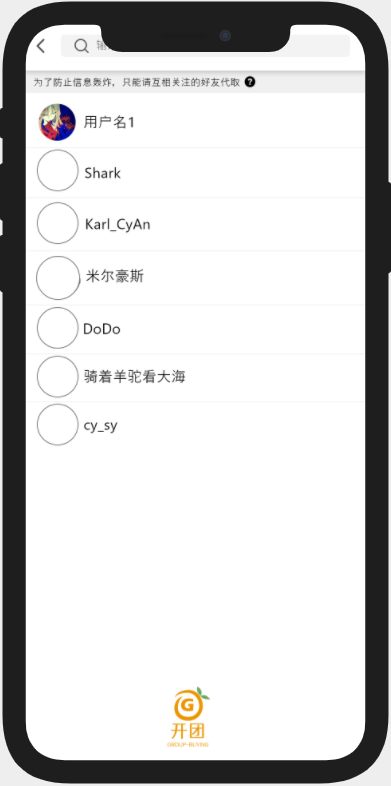 为了防止信息轰炸，只能请互相关注的好友代取 ?
用户名1
Shark
Karl_CyAn
米尔豪斯
DoDo
骑着羊驼看大海
cy_sy
G
开团
GROUP-BUYING